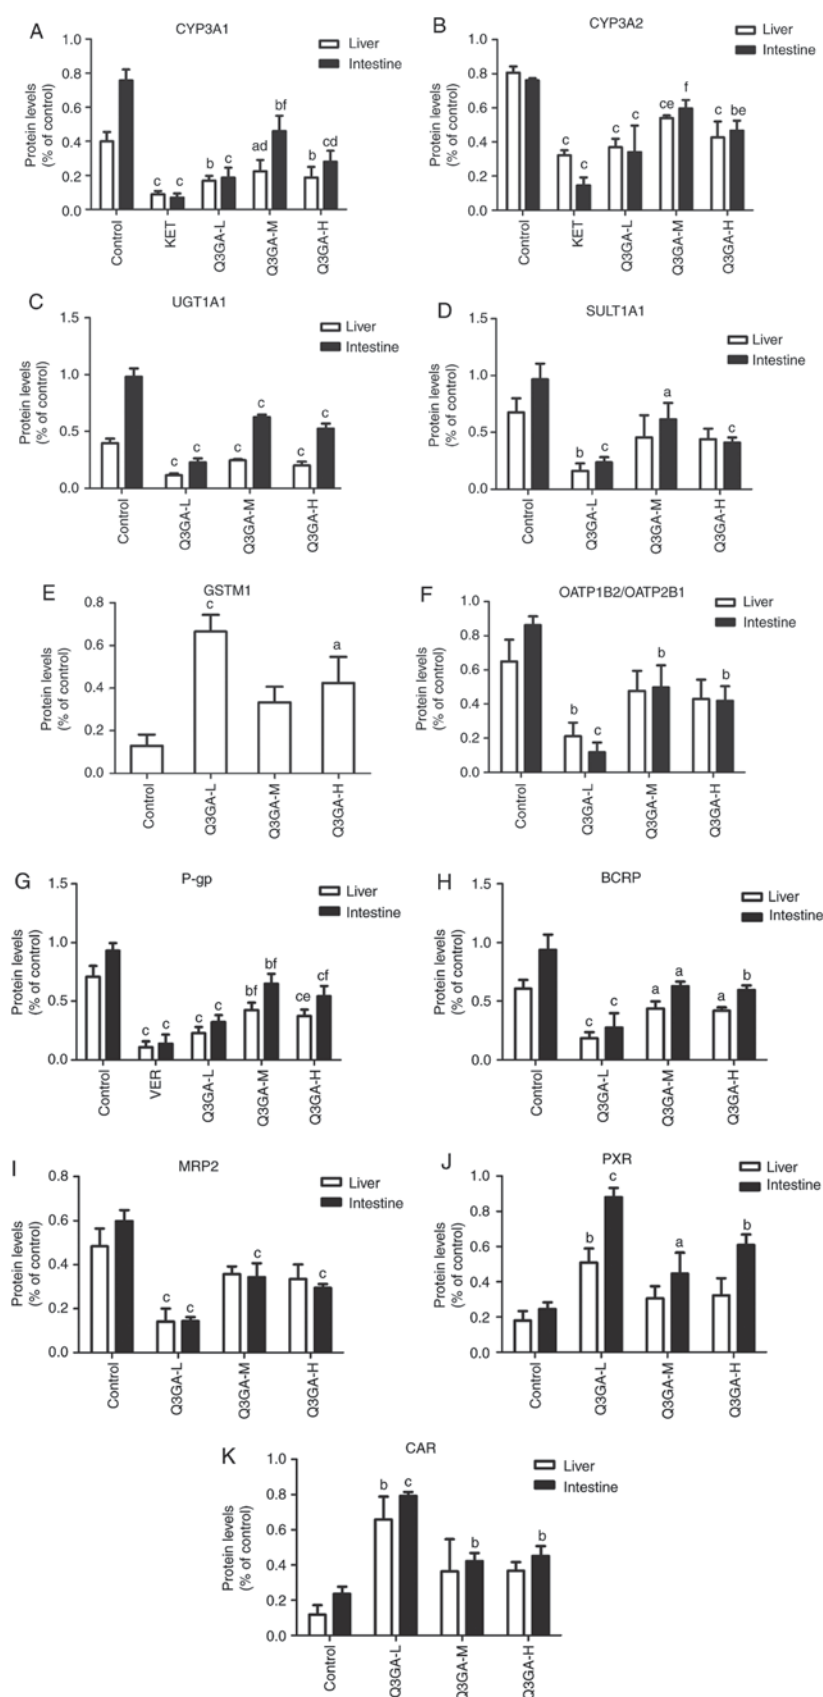 A
CYP3A1
Liver
Intestine
Protein levels
(% of control)
1.0
0.8
0.6
0.4
0.2
0.0
c c
b c
ad bf
b cd
Control
KET
Q3GA-L
Q3GA-M
Q3GA-H
B
CYP3A2
Liver
Intestine
Protein levels
(% of control)
1.0
0.8
0.6
0.4
0.2
0.0
c c
c c
ce f
c be
Control
KET
Q3GA-L
Q3GA-M
Q3GA-H
C
UGT1A1
Liver
Intestine
Protein levels
(% of control)
1.5
1.0
0.5
0.0
c c
c c
c c
Control
Q3GA-L
Q3GA-M
Q3GA-H
D
SULT1A1
Liver
Intestine
Protein levels
(% of control)
1.5
1.0
0.5
0.0
b c
a
c
Control
Q3GA-L
Q3GA-M
Q3GA-H
E
GSTM1
Protein levels
(% of control)
0.8
0.6
0.4
0.2
0.0
c
a
Control
Q3GA-L
Q3GA-M
Q3GA-H
F
OATP1B2/OATP2B1
Liver
Intestine
Protein levels
(% of control)
1.0
0.8
0.6
0.4
0.2
0.0
b c
b
b
Control
Q3GA-L
Q3GA-M
Q3GA-H
G
P-gp
Liver
Intestine
Protein levels
(% of control)
1.5
1.0
0.5
0.0
c c
c c
bf bf
ce cf
Control
VER
Q3GA-L
Q3GA-M
Q3GA-H
H
BCRP
Liver
Intestine
Protein levels
(% of control)
1.5
1.0
0.5
0.0
c c
a a
a b
Control
Q3GA-L
Q3GA-M
Q3GA-H
I
MRP2
Liver
Intestine
Protein levels
(% of control)
0.8
0.6
0.4
0.2
0.0
c c
c
c
Control
Q3GA-L
Q3GA-M
Q3GA-H
J
PXR
Liver
Intestine
Protein levels
(% of control)
1.0
0.8
0.6
0.4
0.2
0.0
b c
a
b
Control
Q3GA-L
Q3GA-M
Q3GA-H
K
CAR
Liver
Intestine
Protein levels
(% of control)
1.0
0.8
0.6
0.4
0.2
0.0
b c
b
b
Control
Q3GA-L
Q3GA-M
Q3GA-H